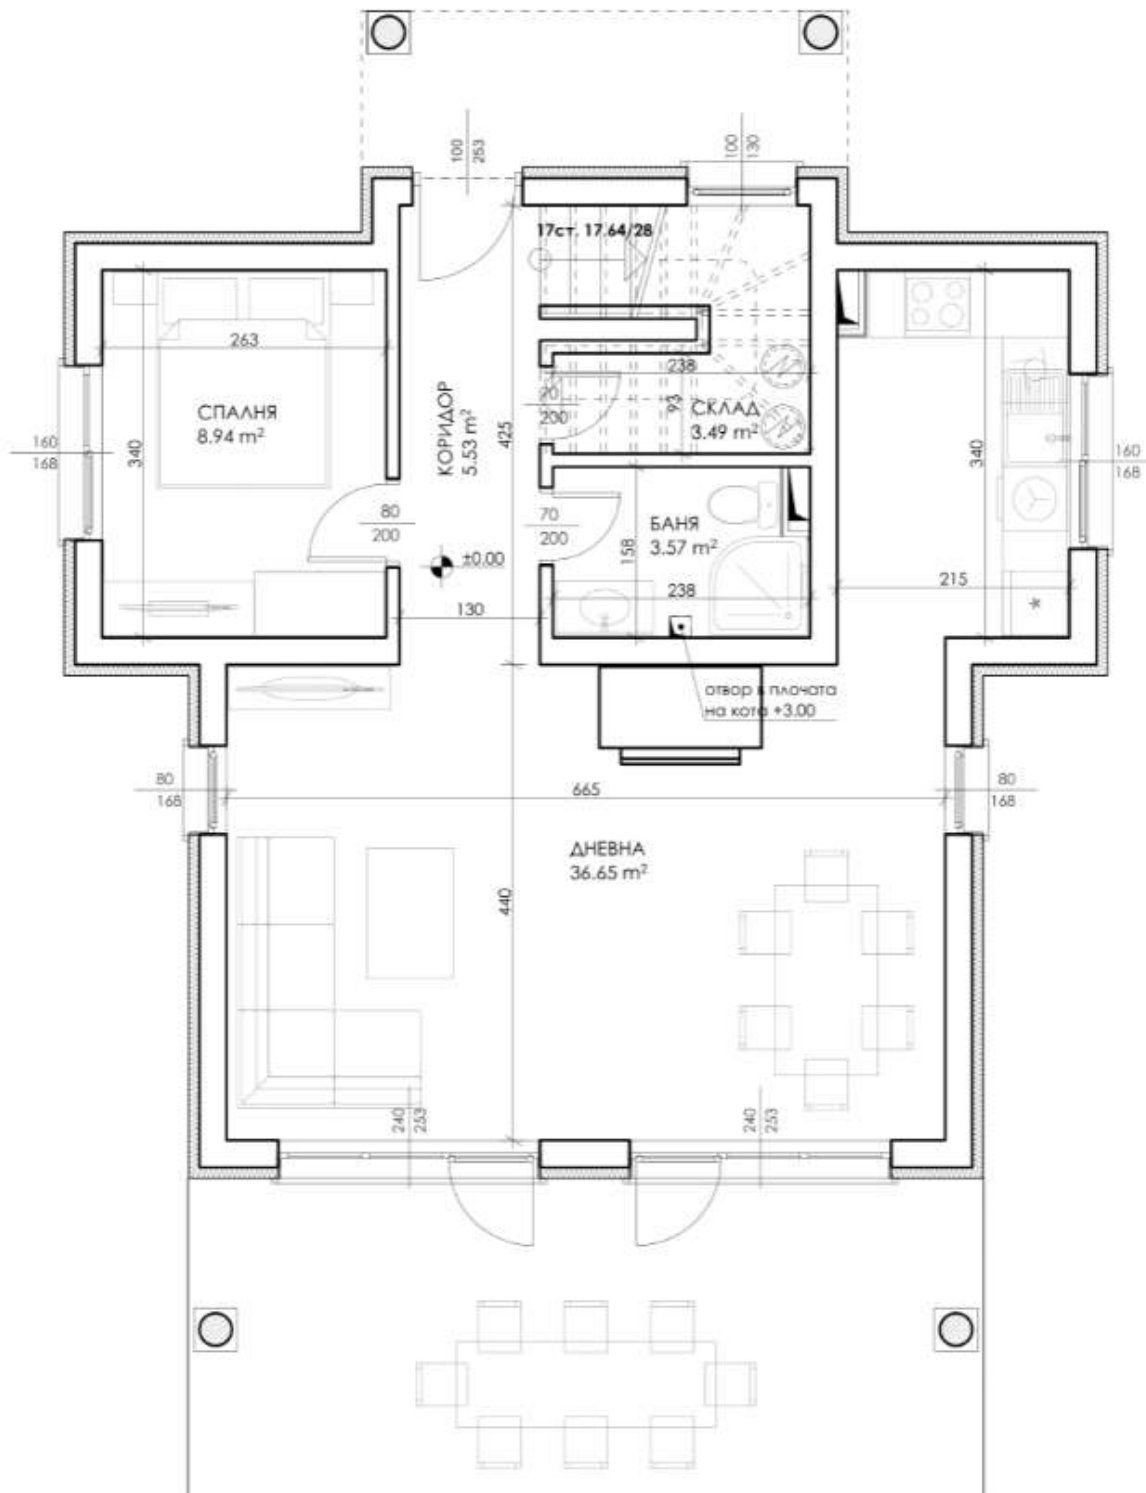 100
253
100
130
17ст. 17.64/28
263
238
СПАЛНЯ
8.94 m²
КОРИДОР
5.53 m²
425
70
200
93
СКЛАД
3.49 m²
160
168
340
340
160
168
80
200
70
200
БАНЯ
3.57 m²
158
±0.00
215
130
238
*
отвор в плочата
на кота +3.00
80
168
665
80
168
ДНЕВНА
36.65 m²
440
240
253
240
253